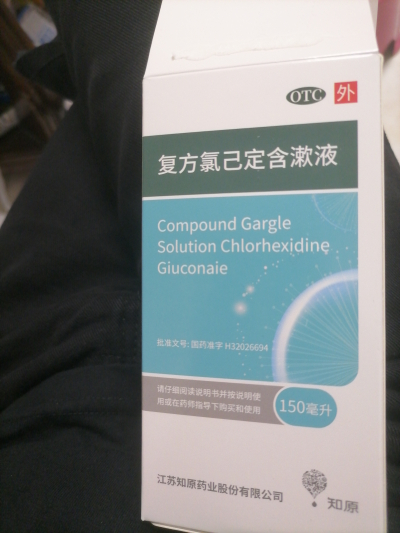 OTC 外
复方氯己定含漱液
Compound Gargle
Solution Chlorhexidine
Giuconaie
批准文号: 国药准字 H32026694
请仔细阅读说明书并按说明使
用或在药师指导下购买和使用
150毫升
江苏知原药业股份有限公司
知原